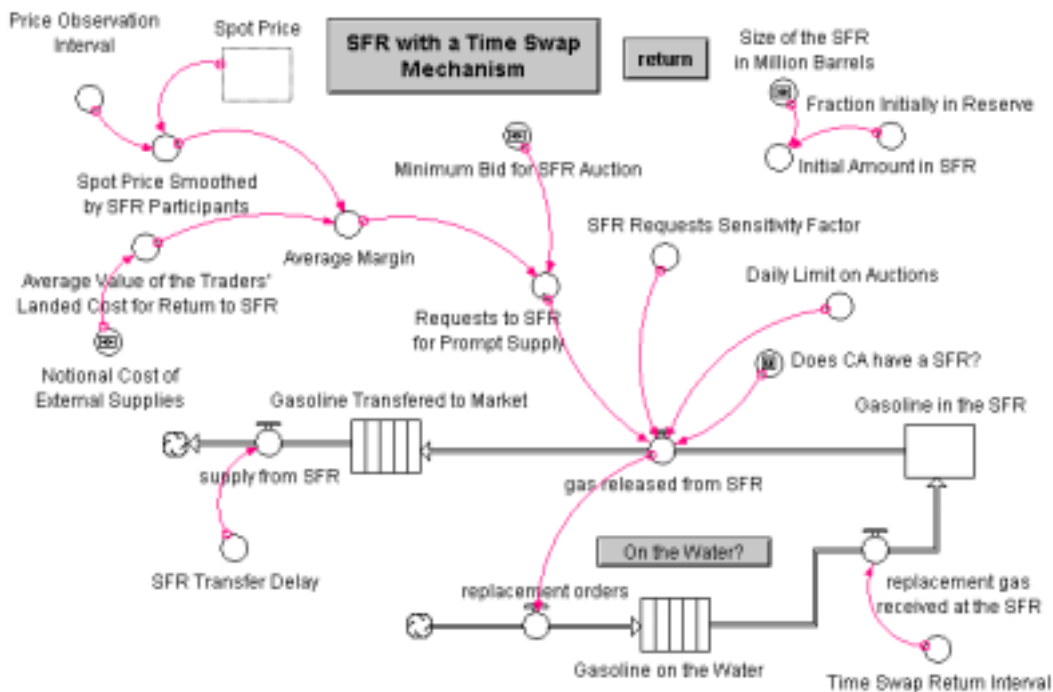 Price Observation
Interval
Spot Price
SFR with a Time Swap
Mechanism
return
Size of the SFR
in Million Barrels
Fraction Initially in Reserve
Initial Amount in SFR
Minimum Bid for SFR Auction
Spot Price Smoothed
by SFR Participants
Average Margin
SFR Requests Sensitivity Factor
Daily Limit on Auctions
Average Value of the Traders'
Landed Cost for Return to SFR
Requests to SFR
for Prompt Supply
Does CA have a SFR?
Notional Cost of
External Supplies
Gasoline Transfered to Market
Gasoline in the SFR
supply from SFR
gas released from SFR
On the Water?
SFR Transfer Delay
replacement orders
replacement gas
received at the SFR
Gasoline on the Water
Time Swap Return Interval